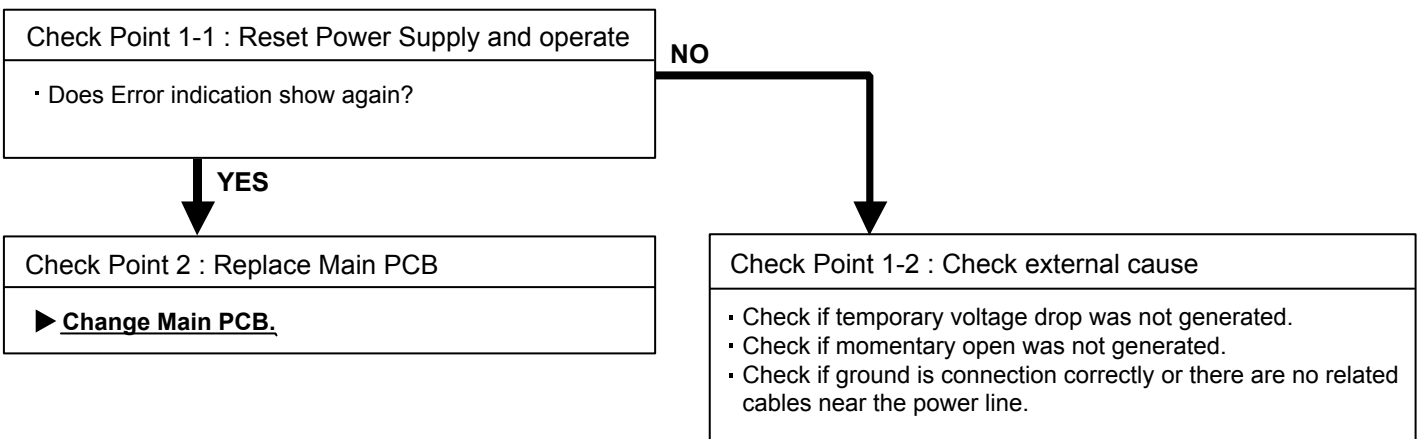 Check Point 1-1 : Reset Power Supply and operate
NO
· Does Error indication show again?
YES
Check Point 2 : Replace Main PCB
▶ Change Main PCB.
Check Point 1-2 : Check external cause
· Check if temporary voltage drop was not generated.
· Check if momentary open was not generated.
· Check if ground is connection correctly or there are no related
cables near the power line.